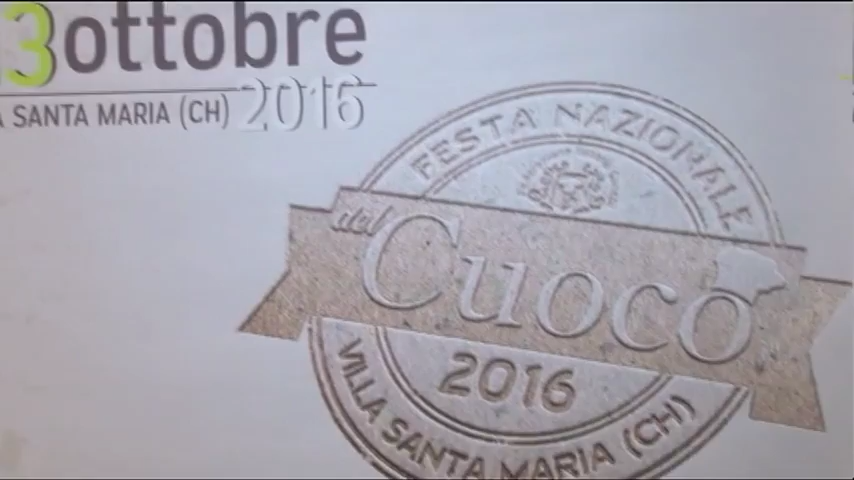 3ottobre
SANTA MARIA (CH) 2016
FESTA NAZIONALE
del Cuoco
2016
VILLA SANTA MARIA (CH)